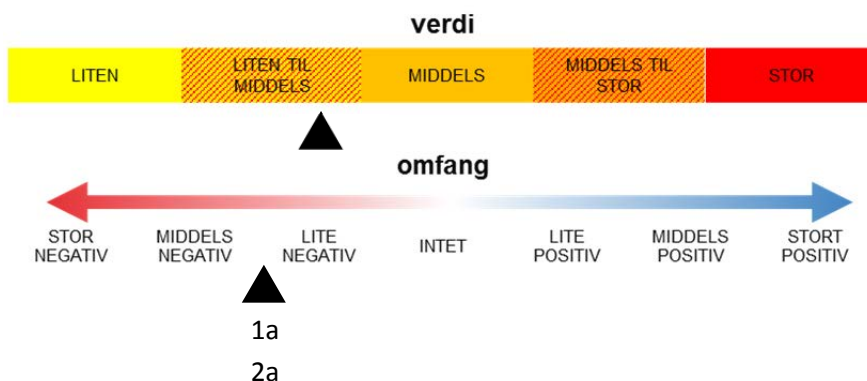 verdi
LITEN LITEN TIL MIDDELS MIDDELS TIL STOR
MIDDELS STOR
omfang
STOR MIDDELS LITE INTET LITE MIDDELS STORT
NEGATIV NEGATIV NEGATIV POSITIV POSITIV POSITIV
1a
2a